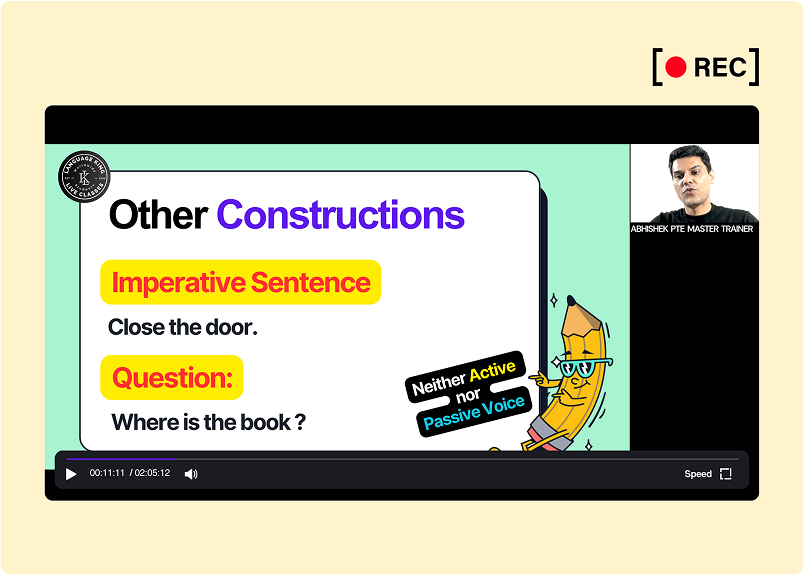 [ REC ]
LANGUAGE KING
LIVE CLASSES
Other Constructions
ABHISHEK PTE MASTER TRAINER
Imperative Sentence
Close the door.
Question:
Where is the book ?
Neither Active
nor
Passive Voice
00:11:11 / 02:05:12
Speed